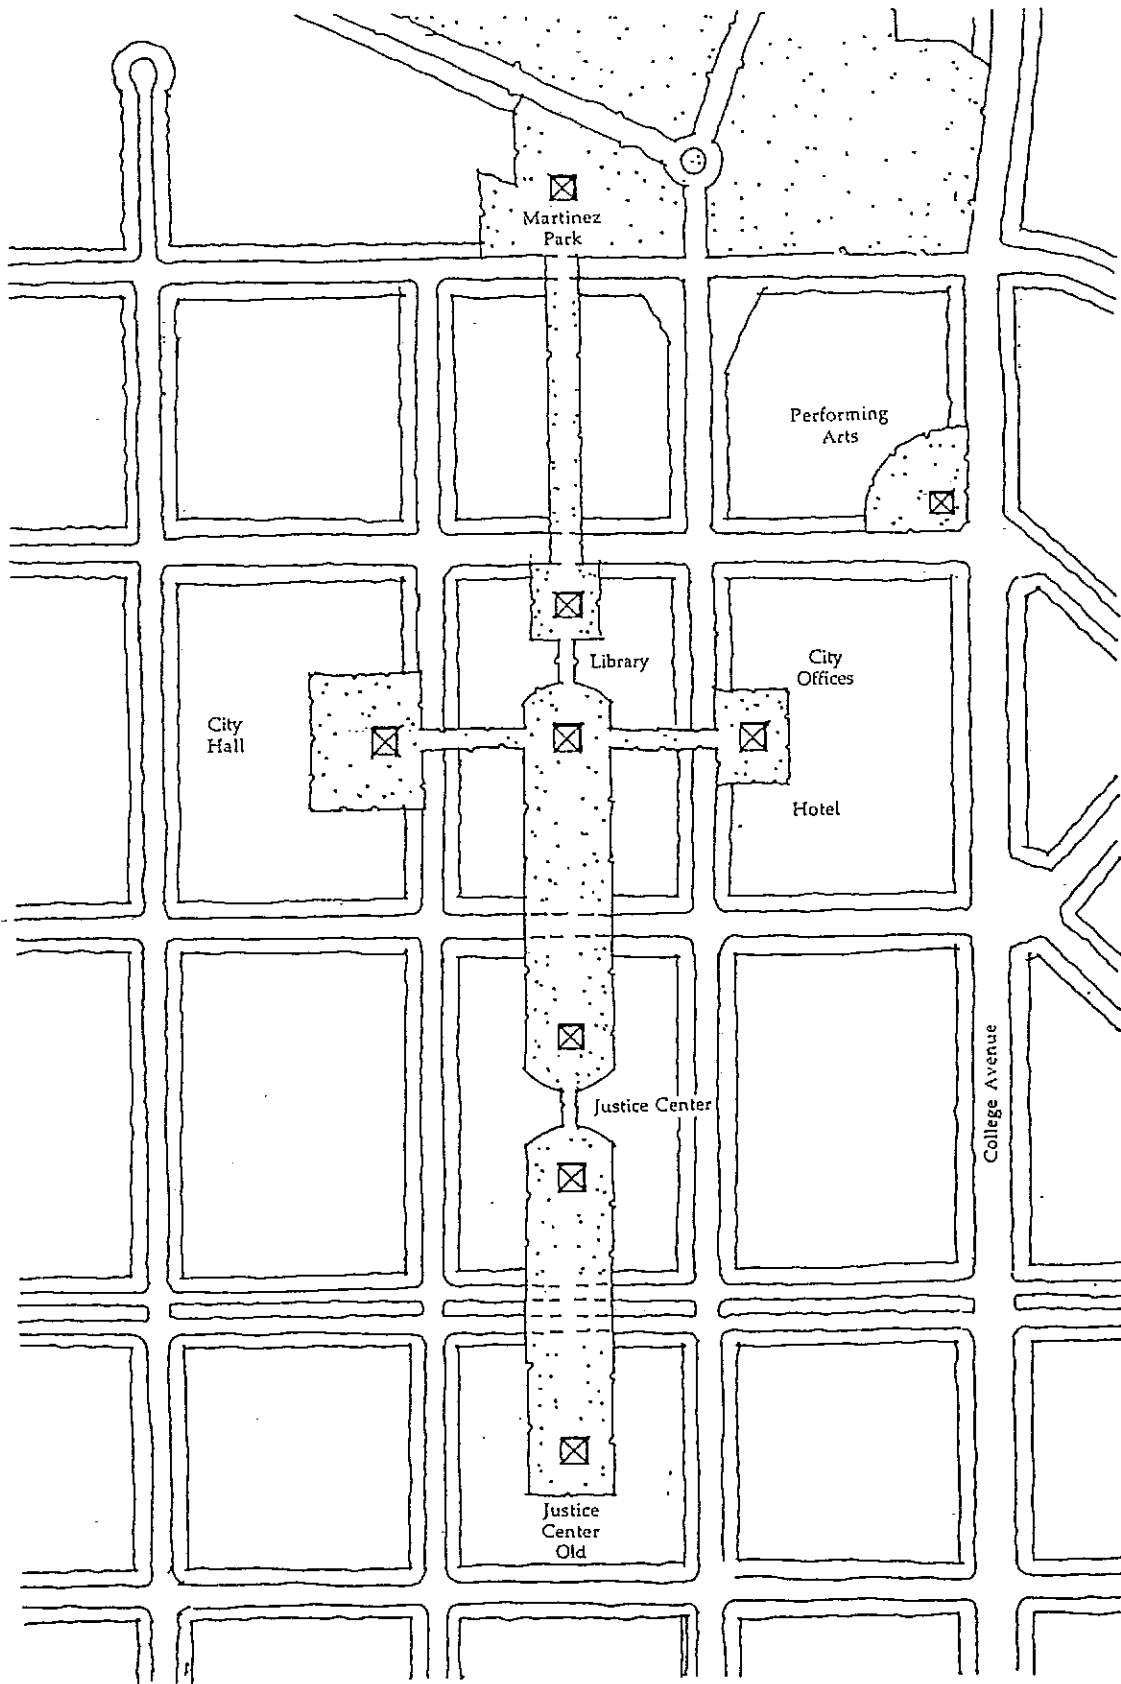 Martinez
Park
Performing
Arts
Library
City
Offices
City
Hall
Hotel
College Avenue
Justice Center
Justice
Center
Old